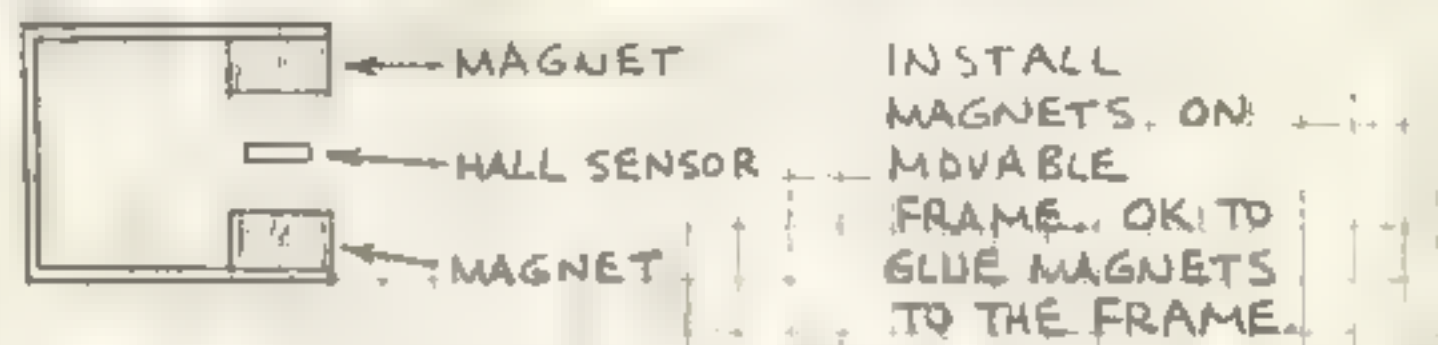 MAGNET
HALL SENSOR
MAGNET
INSTALL
MAGNETS ON
MOVABLE
FRAME. OK TO
GLUE MAGNETS
TO THE FRAME.